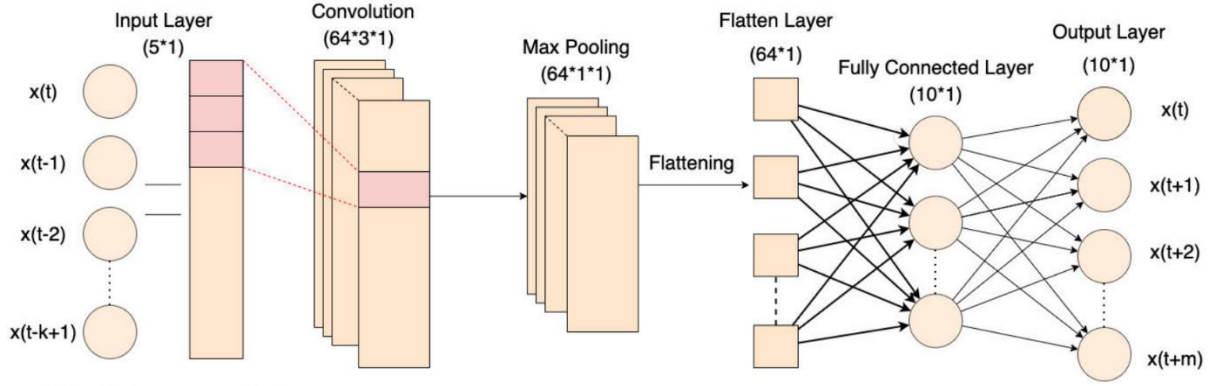 Input Layer
(5*1)
x(t)
x(t-1)
x(t-2)
x(t-k+1)
Convolution
(64*3*1)
Max Pooling
(64*1*1)
Flattening
Flatten Layer
(64*1)
Fully Connected Layer
(10*1)
Output Layer
(10*1)
x(t)
x(t+1)
x(t+2)
x(t+m)